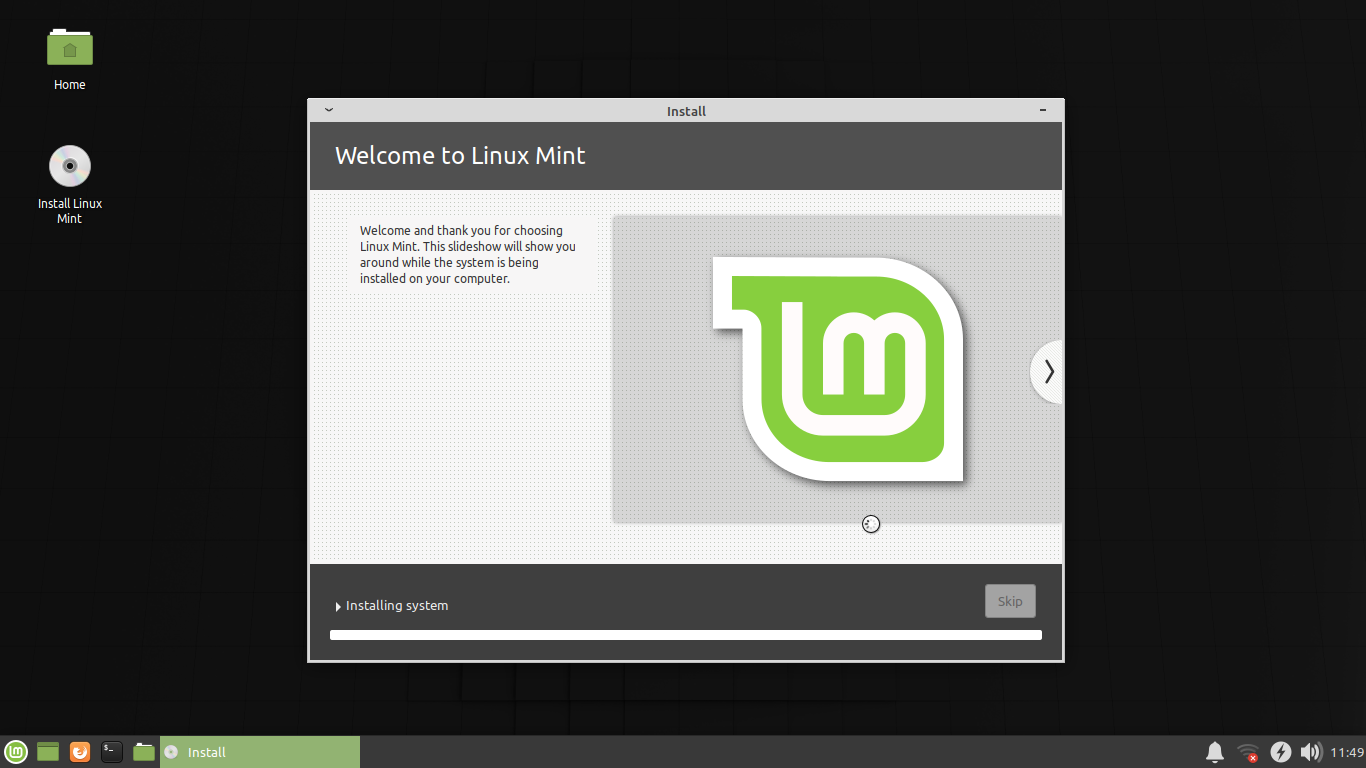 Home
Install Linux
Mint
Install
Welcome to Linux Mint
Welcome and thank you for choosing
Linux Mint. This slideshow will show you
around while the system is being
installed on your computer.
lm
Installing system
Skip
Install
11:49